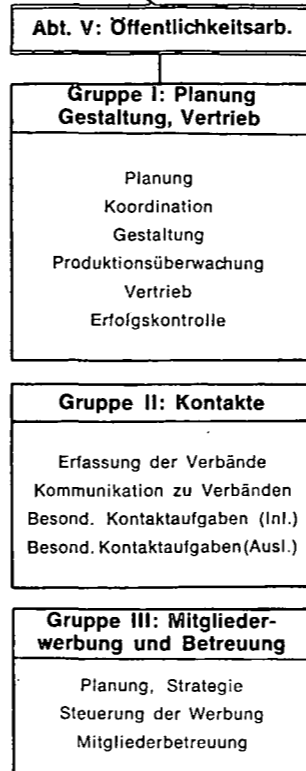 Abt. V: Öffentlichkeitsarb.
Gruppe I: Planung
Gestaltung, Vertrieb
Planung
Koordination
Gestaltung
Produktionsüberwachung
Vertrieb
Erfolgskontrolle
Gruppe II: Kontakte
Erfassung der Verbände
Kommunikation zu Verbänden
Besond. Kontaktaufgaben (Inl.)
Besond. Kontaktaufgaben (Ausl.)
Gruppe III: Mitglieder-
werbung und Betreuung
Planung, Strategie
Steuerung der Werbung
Mitgliederbetreuung